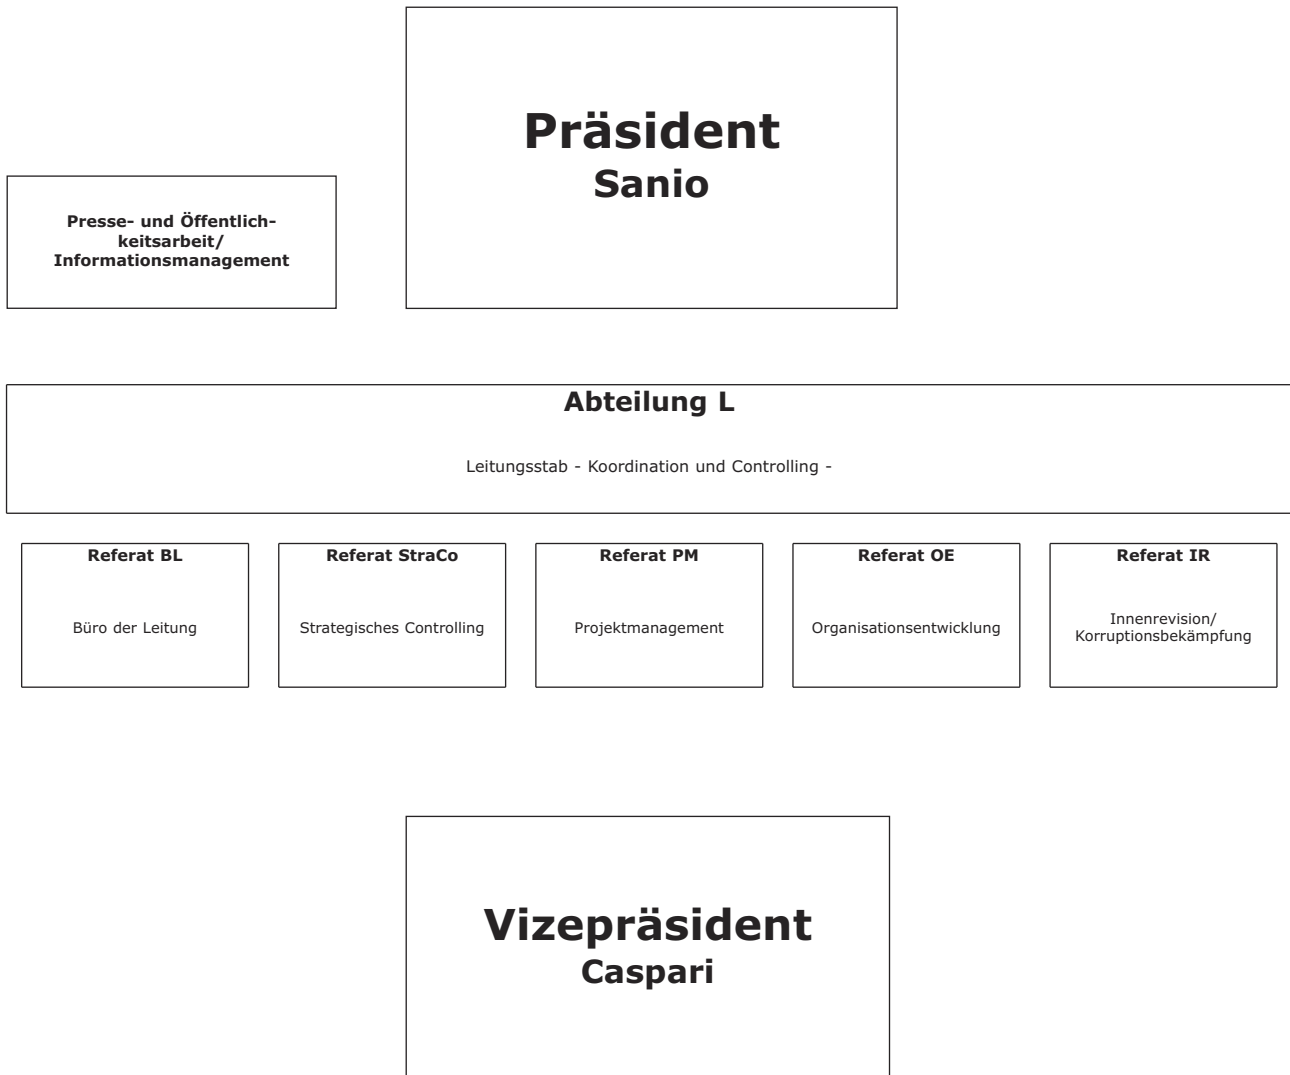 Präsident
Sanio
Presse- und Öffentlich-
keitsarbeit/
Informationsmanagement
Abteilung L
Leitungsstab - Koordination und Controlling -
Referat BL
Büro der Leitung
Referat StraCo
Strategisches Controlling
Referat PM
Projektmanagement
Referat OE
Organisationsentwicklung
Referat IR
Innenrevision/
Korruptionsbekämpfung
Vizepräsident
Caspari